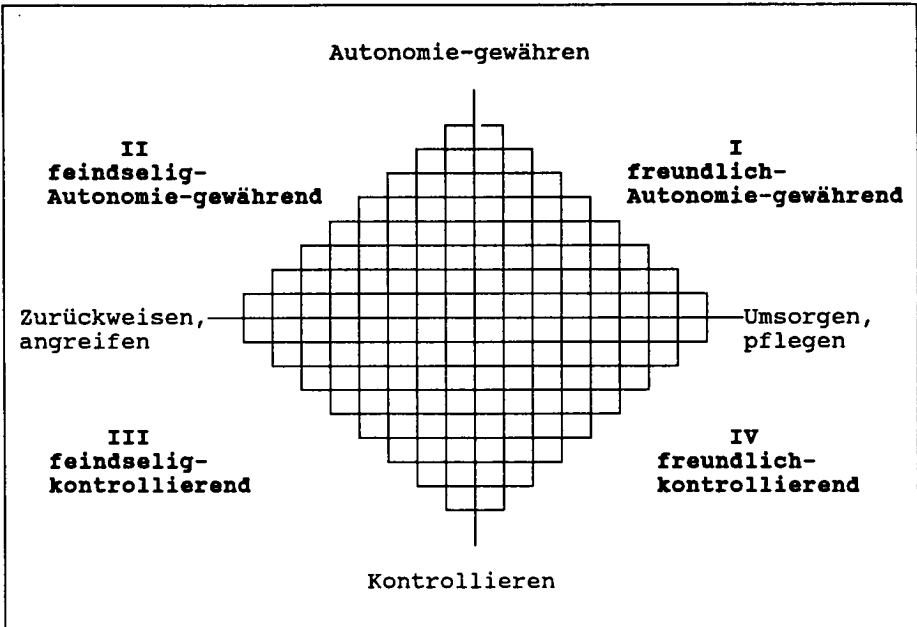 Autonomie-gewähren
II
feindselig-
Autonomie-gewährend
I
freundlich-
Autonomie-gewährend
Zurückweisen,
angreifen
Umsorgen,
pflegen
III
feindselig-
kontrollierend
IV
freundlich-
kontrollierend
Kontrollieren